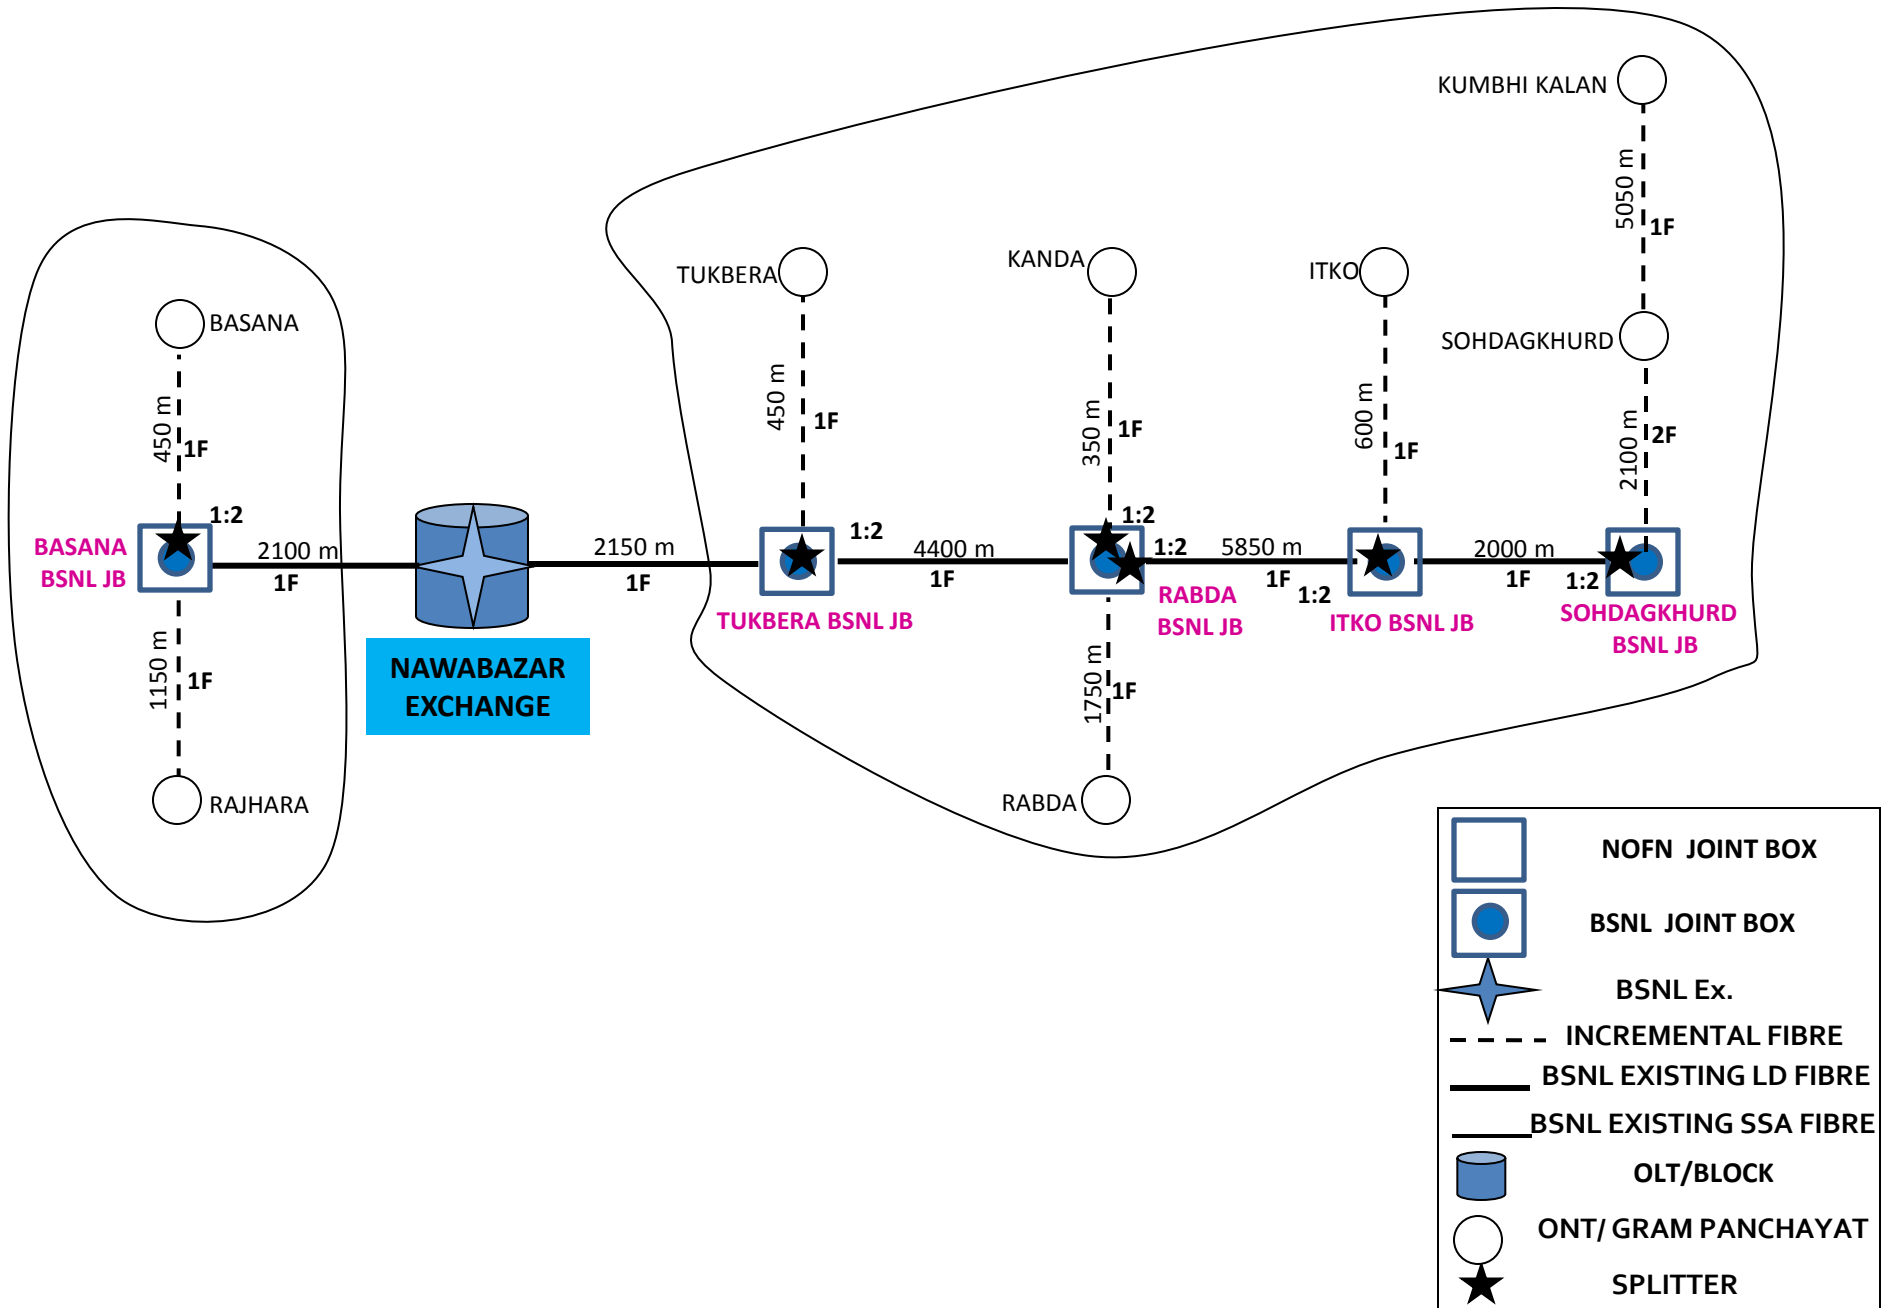 KUMBHI KALAN
5050 m
1F
TUKBERA
KANDA
ITKO
BASANA
SOHDAGKHURD
450 m
1F
450 m
1F
350 m
1F
600 m
1F
2100 m
2F
1:2
1:2
1:2
1:2
BASANA
BSNL JB
2100 m
1F
2150 m
1F
4400 m
1F
5850 m
1F
1:2
2000 m
1F
1:2
TUKBERA BSNL JB
RABDA
BSNL JB
ITKO BSNL JB
SOHDAGKHURD
BSNL JB
NAWABAZAR
EXCHANGE
1150 m
1F
1750 m
1F
RAJHARA
RABDA
NOFN JOINT BOX
BSNL JOINT BOX
BSNL Ex.
INCREMENTAL FIBRE
BSNL EXISTING LD FIBRE
BSNL EXISTING SSA FIBRE
OLT/BLOCK
ONT/ GRAM PANCHAYAT
SPLITTER